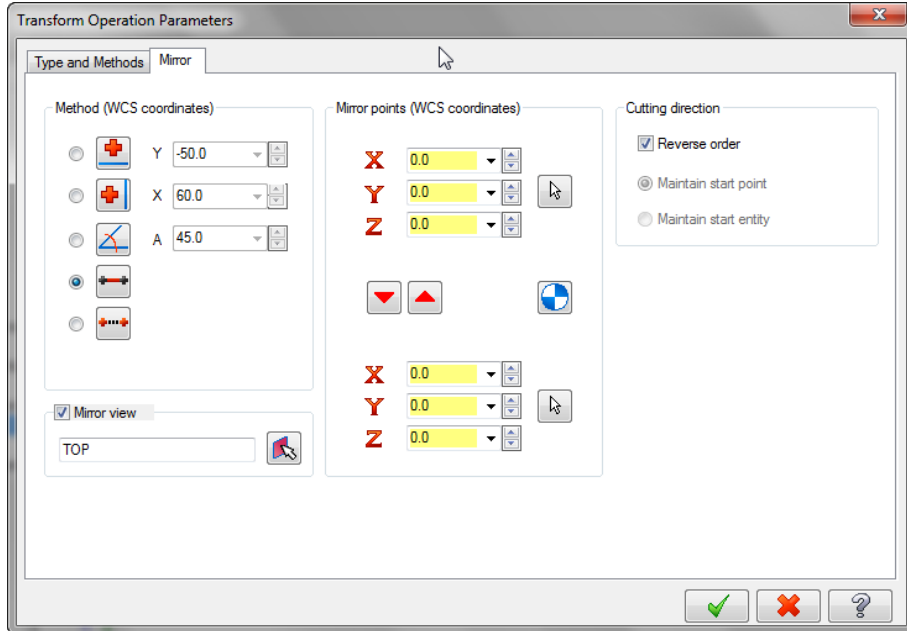 Transform Operation Parameters
Type and Methods
Mirror
Method (WCS coordinates)
Y -50.0
X 60.0
A 45.0
Mirror view
TOP
Mirror points (WCS coordinates)
X 0.0
Y 0.0
Z 0.0
X 0.0
Y 0.0
Z 0.0
Cutting direction
Reverse order
Maintain start point
Maintain start entity
?